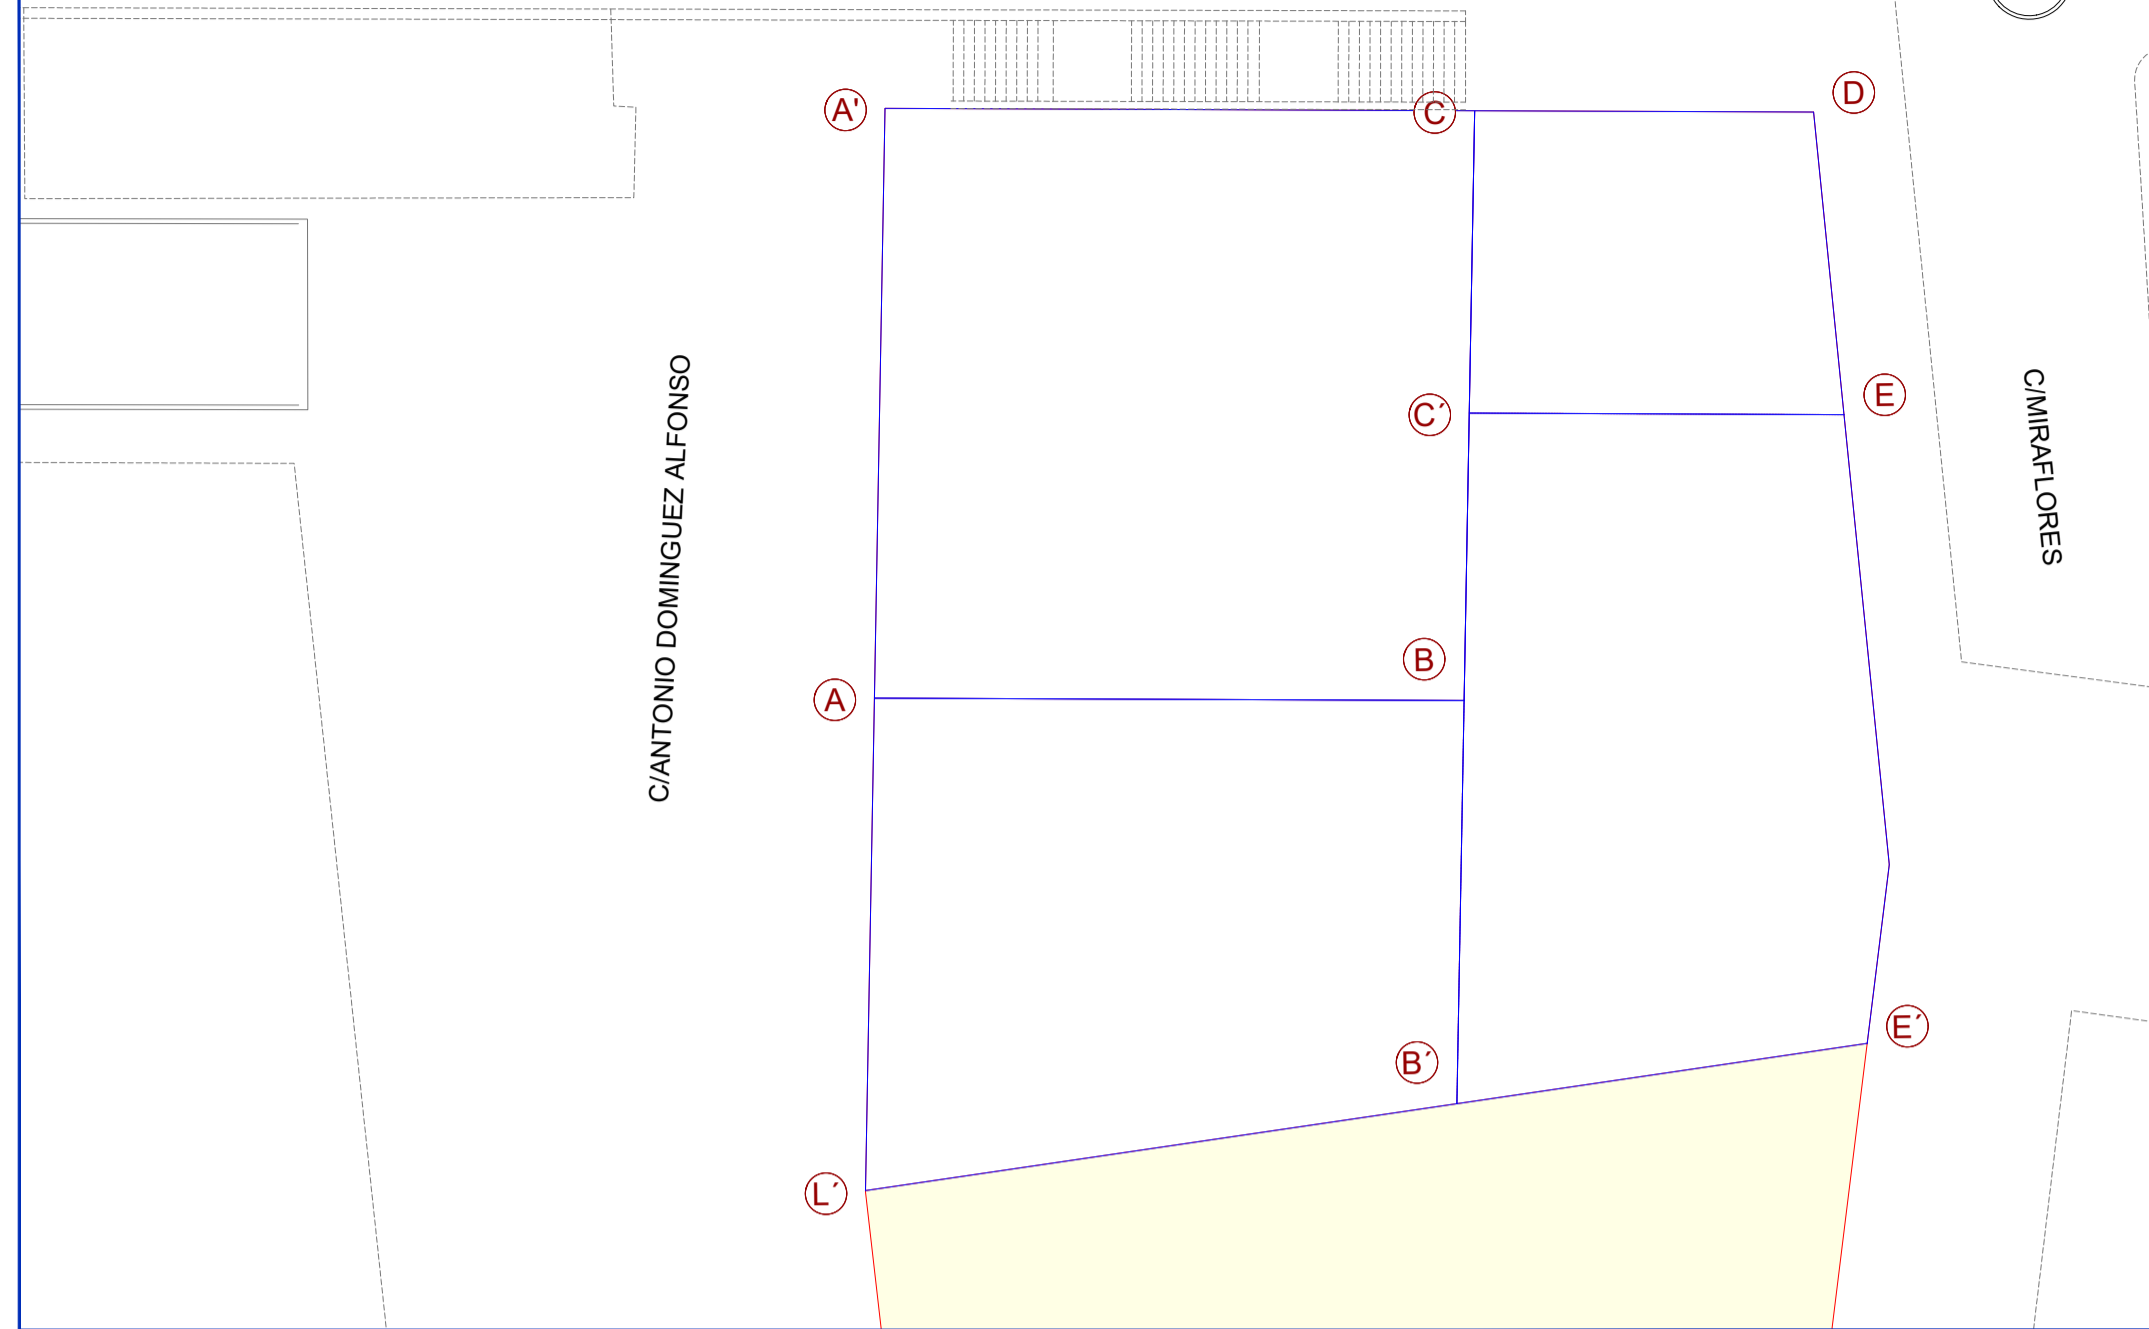 D
A'
C
C/ANTONIO DOMINGUEZ ALFONSO
C/MIRAFLORES
E
C´
B
A
E´
B´
L´